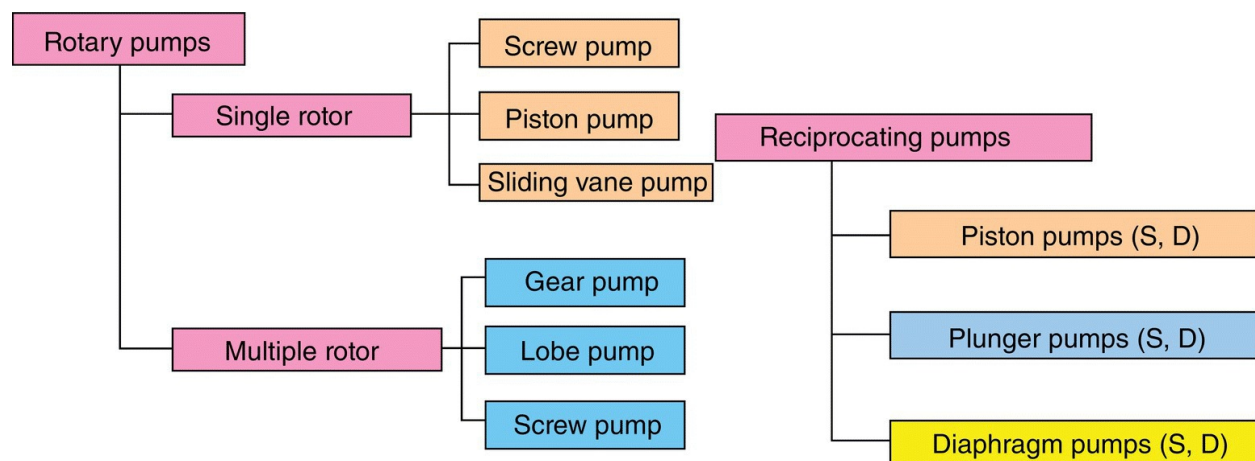 Rotary pumps
Single rotor
Screw pump
Piston pump
Sliding vane pump
Multiple rotor
Gear pump
Lobe pump
Screw pump
Reciprocating pumps
Piston pumps (S, D)
Plunger pumps (S, D)
Diaphragm pumps (S, D)